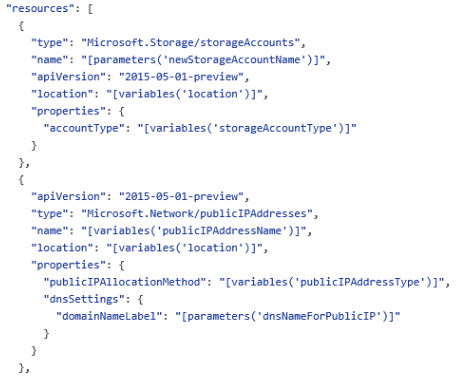 "resources": [
{
"type": "Microsoft.Storage/storageAccounts",
"name": "[parameters('newStorageAccountName')]",
"apiVersion": "2015-05-01-preview",
"location": "[variables('location')]",
"properties": {
"accountType": "[variables('storageAccountType')]"
}
},
{
"apiVersion": "2015-05-01-preview",
"type": "Microsoft.Network/publicIPAddresses",
"name": "[variables('publicIPAddressName')]",
"location": "[variables('location')]",
"properties": {
"publicIPAllocationMethod": "[variables('publicIPAddressType')]",
"dnsSettings": {
"domainNameLabel": "[parameters('dnsNameForPublicIP')]"
}
}
},